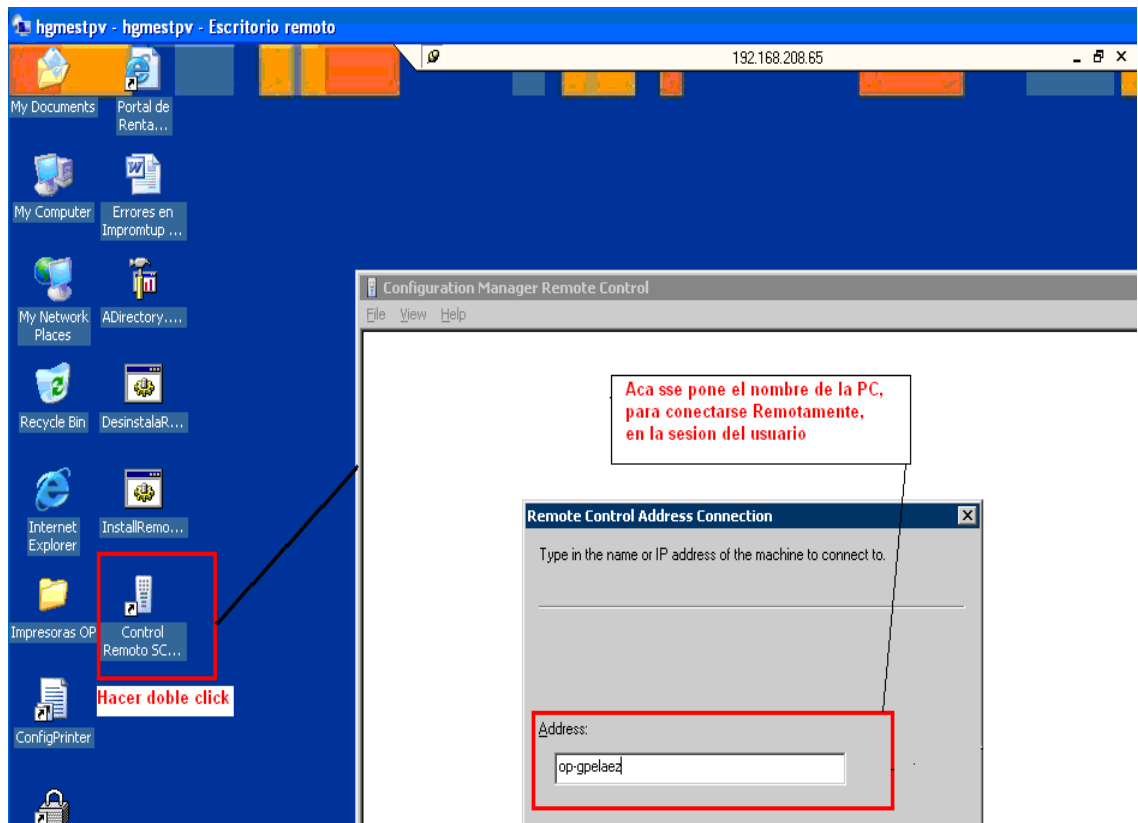 hgmestpv - hgmestpv - Escritorio remoto
192.168.208.65
My Documents
Portal de
Renta...
My Computer
Errores en
Impromtup ...
My Network
Places
ADirectory....
Recycle Bin
DesinstalaR...
Internet
Explorer
InstallRemo...
Impresoras OP
Control
Remoto SC...
Hacer doble click
ConfigPrinter
Configuration Manager Remote Control
File View Help
Aca sse pone el nombre de la PC,
para conectarse Remotamente,
en la sesion del usuario
Remote Control Address Connection
Type in the name or IP address of the machine to connect to.
Address:
op-gpelaez